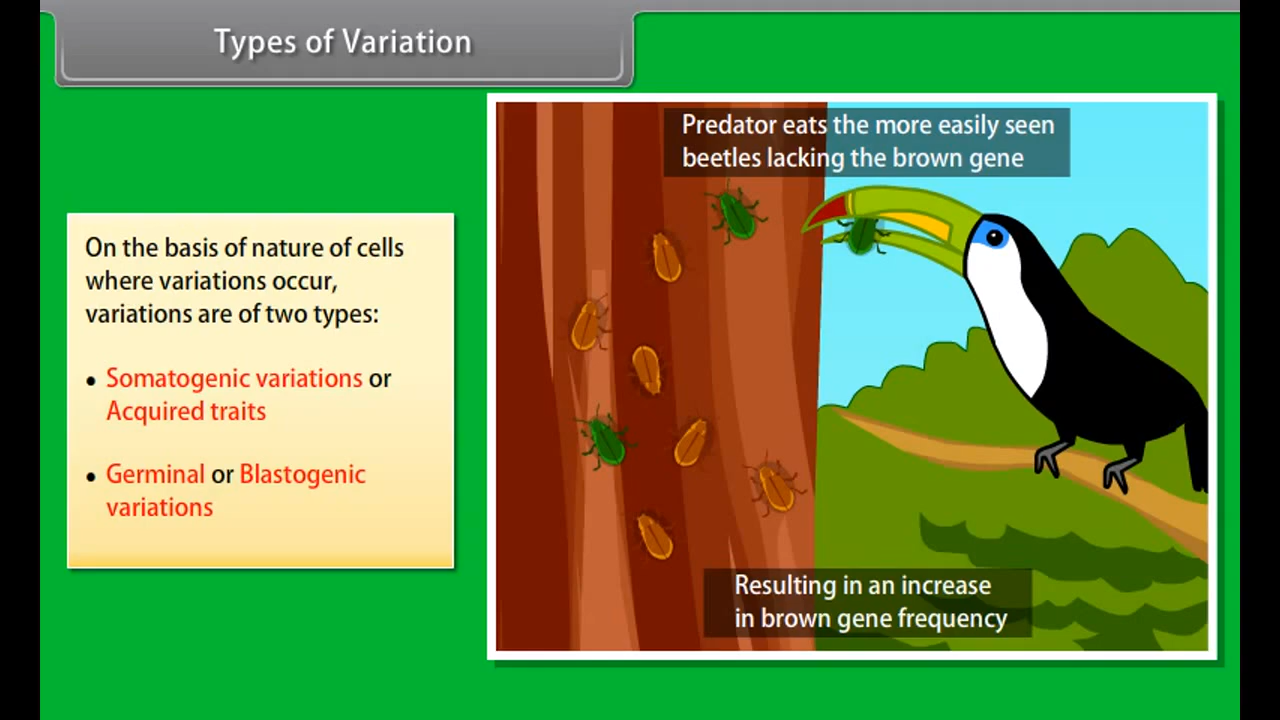 Types of Variation
On the basis of nature of cells
where variations occur,
variations are of two types:
• Somatogenic variations or
Acquired traits
• Germinal or Blastogenic
variations
Predator eats the more easily seen
beetles lacking the brown gene
Resulting in an increase
in brown gene frequency